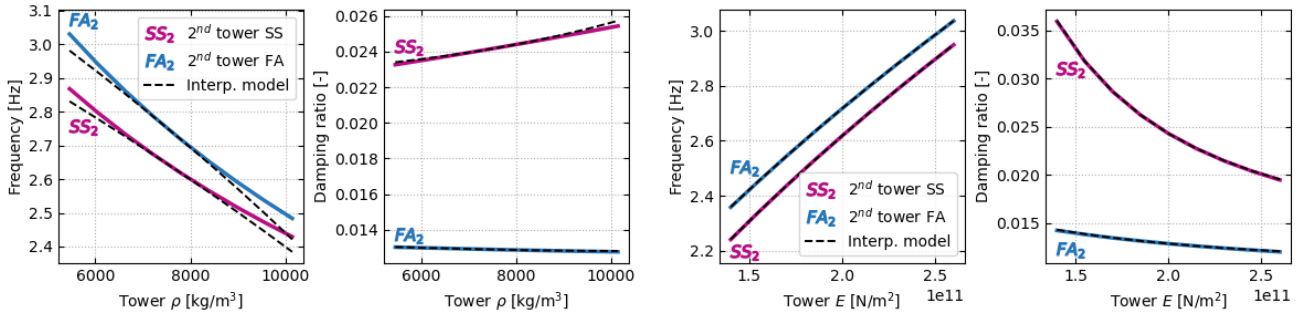 Frequency [Hz]
3.1
3.0
2.9
2.8
2.7
2.6
2.5
2.4
FA₂
SS₂
SS₂ 2ⁿᵈ tower SS
FA₂ 2ⁿᵈ tower FA
Interp. model
6000 8000 10000
Tower ρ [kg/m³]
Damping ratio [-]
0.026
0.024
0.022
0.020
0.018
0.016
0.014
SS₂
FA₂
6000 8000 10000
Tower ρ [kg/m³]
Frequency [Hz]
3.0
2.8
2.6
2.4
2.2
FA₂
SS₂
SS₂ 2ⁿᵈ tower SS
FA₂ 2ⁿᵈ tower FA
Interp. model
1.5 2.0 2.5
1e11
Tower E [N/m²]
Damping ratio [-]
0.035
0.030
0.025
0.020
0.015
SS₂
FA₂
1.5 2.0 2.5
1e11
Tower E [N/m²]